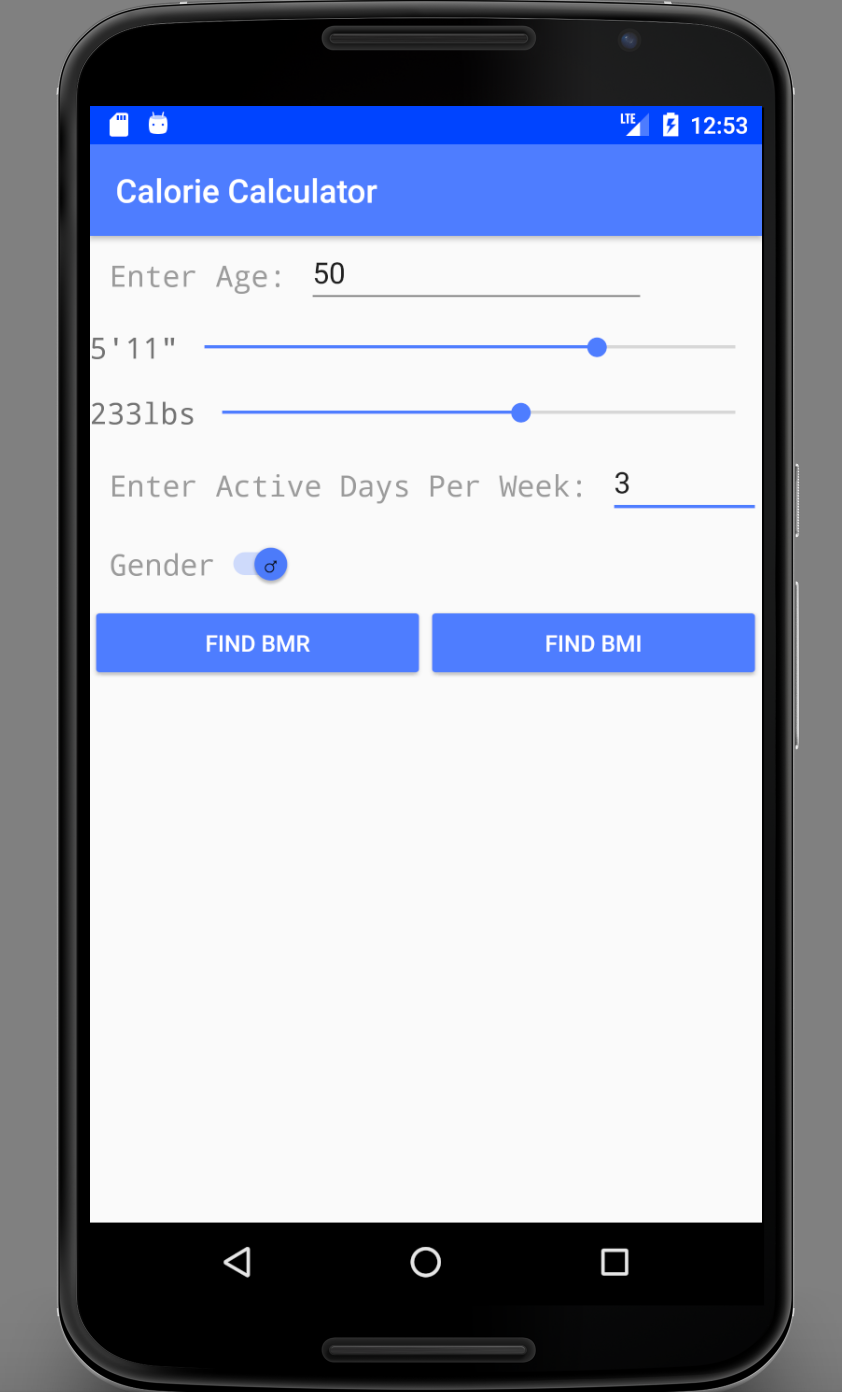 LTE 12:53
Calorie Calculator
Enter Age: 50
5'11"
233lbs
Enter Active Days Per Week: 3
Gender ♂
FIND BMR FIND BMI